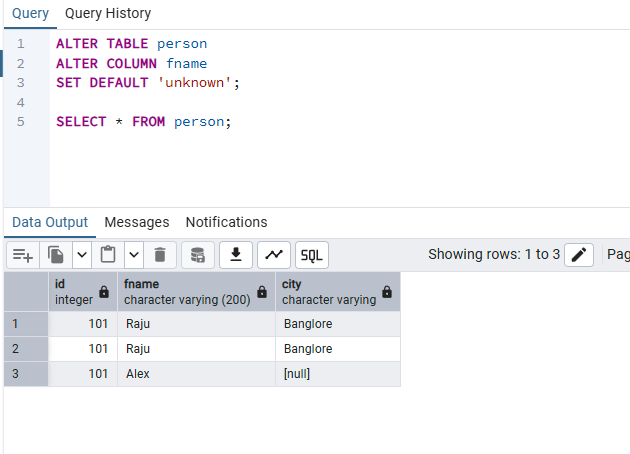 Query Query History
1 ALTER TABLE person
2 ALTER COLUMN fname
3 SET DEFAULT 'unknown';
4
5 SELECT * FROM person;
Data Output Messages Notifications
SQL Showing rows: 1 to 3 Pag
id fname city
integer character varying (200) character varying
1 101 Raju Banglore
2 101 Raju Banglore
3 101 Alex [null]